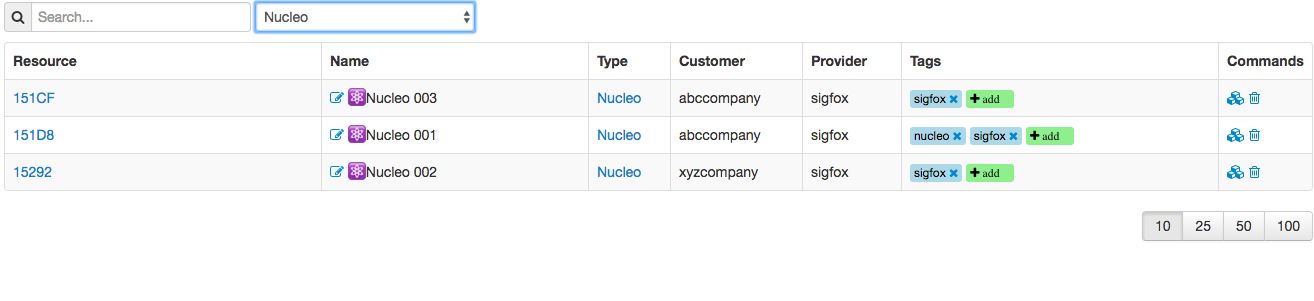 Search... Nucleo
Resource Name Type Customer Provider Tags Commands
151CF Nucleo 003 Nucleo abccompany sigfox sigfox add
151D8 Nucleo 001 Nucleo abccompany sigfox nucleo sigfox add
15292 Nucleo 002 Nucleo xyzcompany sigfox sigfox add
10 25 50 100